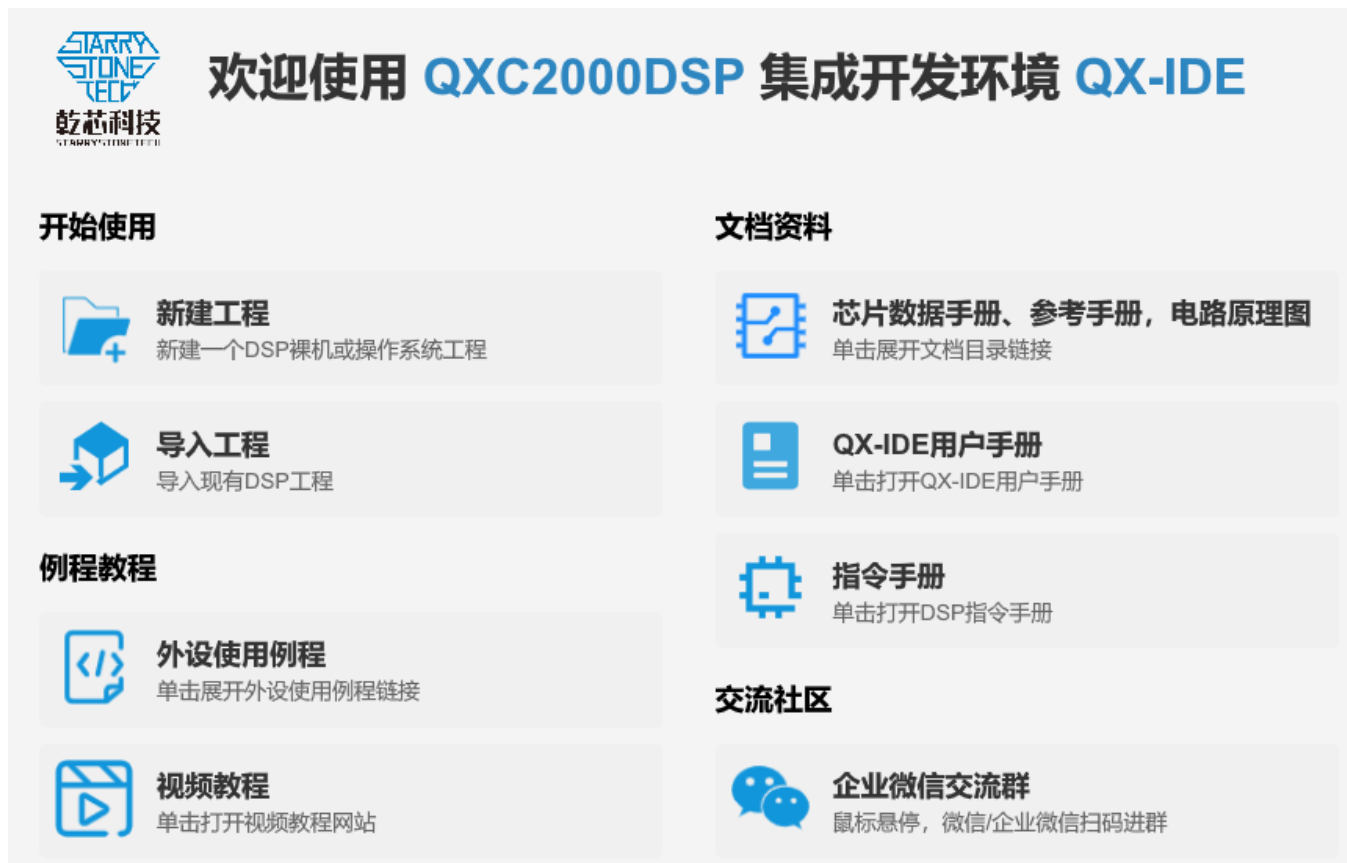 STARRY
STONE
TECH
乾芯科技
STARRYSTONETECH
欢迎使用 QXC2000DSP 集成开发环境 QX-IDE
开始使用
新建工程
新建一个DSP裸机或操作系统工程
导入工程
导入现有DSP工程
例程教程
外设使用例程
单击展开外设使用例程链接
视频教程
单击打开视频教程网站
文档资料
芯片数据手册、参考手册，电路原理图
单击展开文档目录链接
QX-IDE用户手册
单击打开QX-IDE用户手册
指令手册
单击打开DSP指令手册
交流社区
企业微信交流群
鼠标悬停，微信/企业微信扫码进群